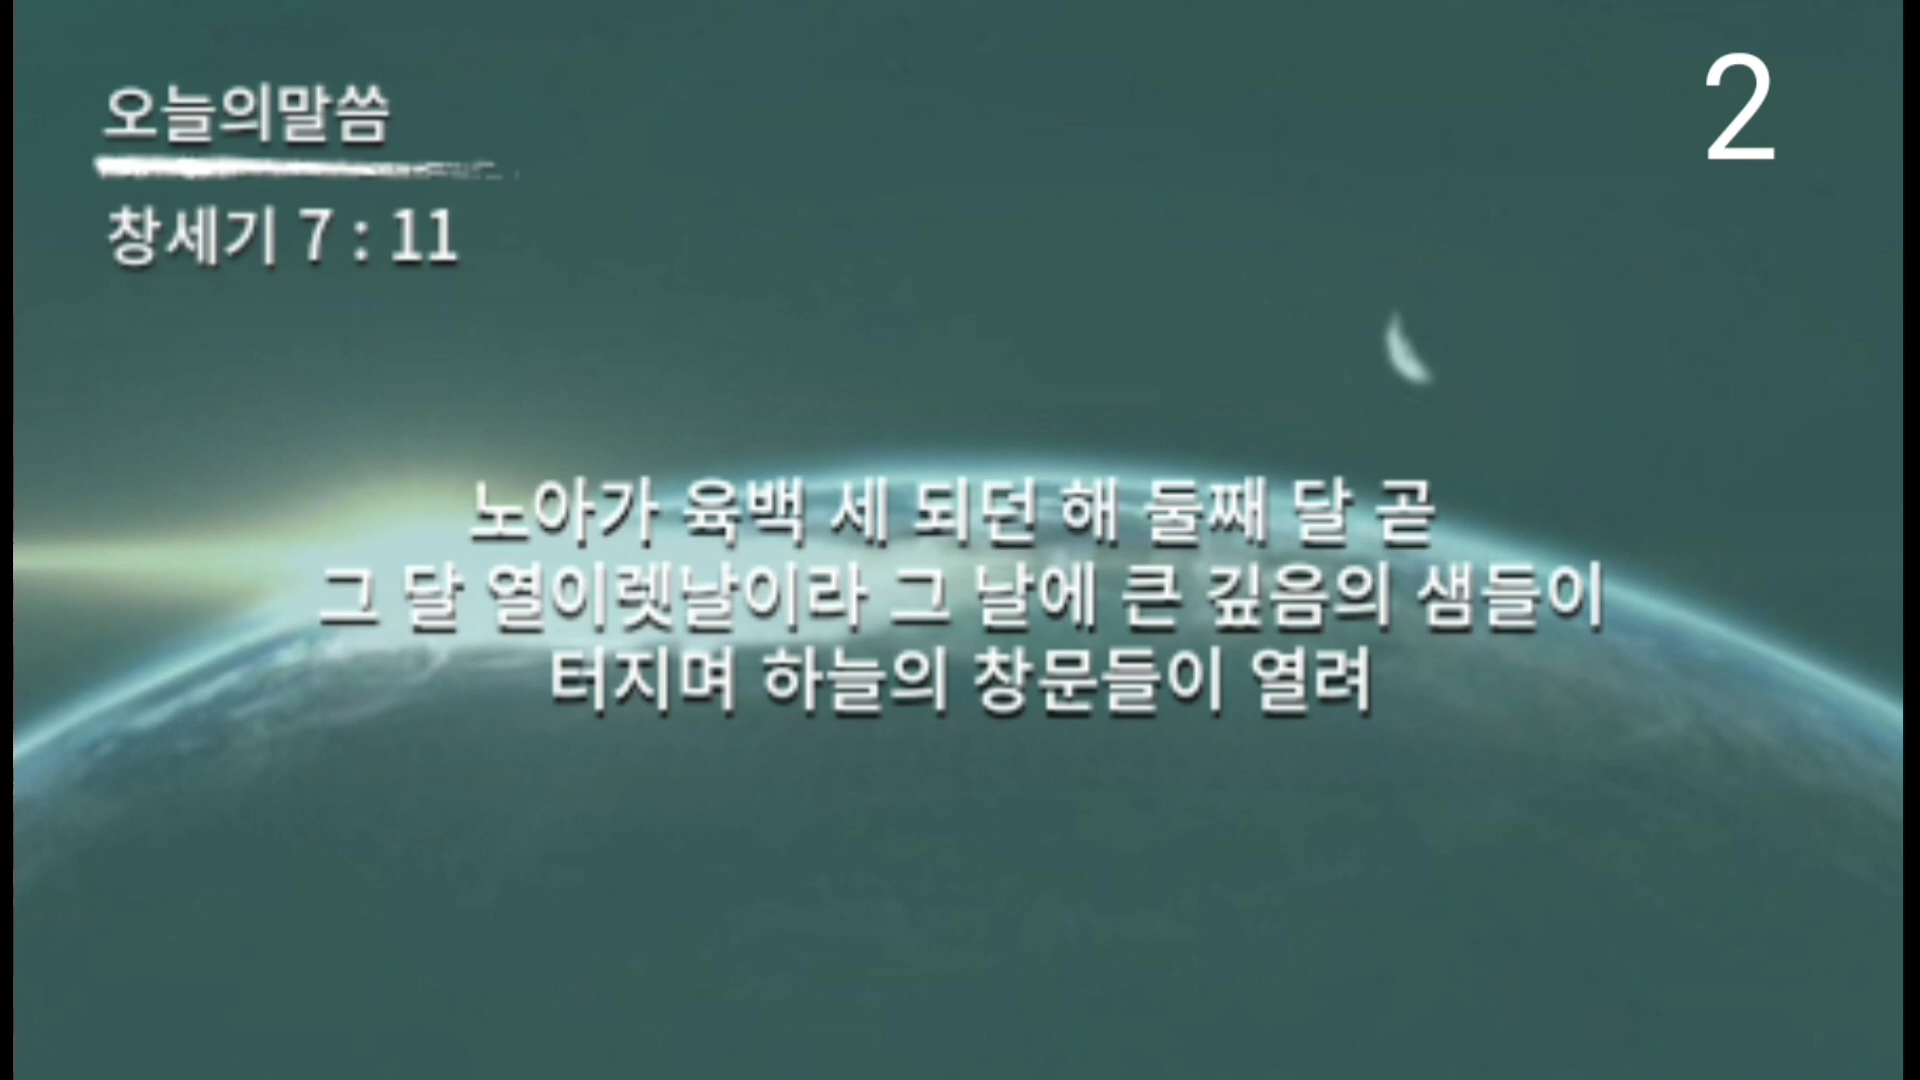 오늘의말씀
2
창세기 7 : 11
노아가 육백 세 되던 해 둘째 달 곧
그 달 열이렛날이라 그 날에 큰 깊음의 샘들이
터지며 하늘의 창문들이 열려